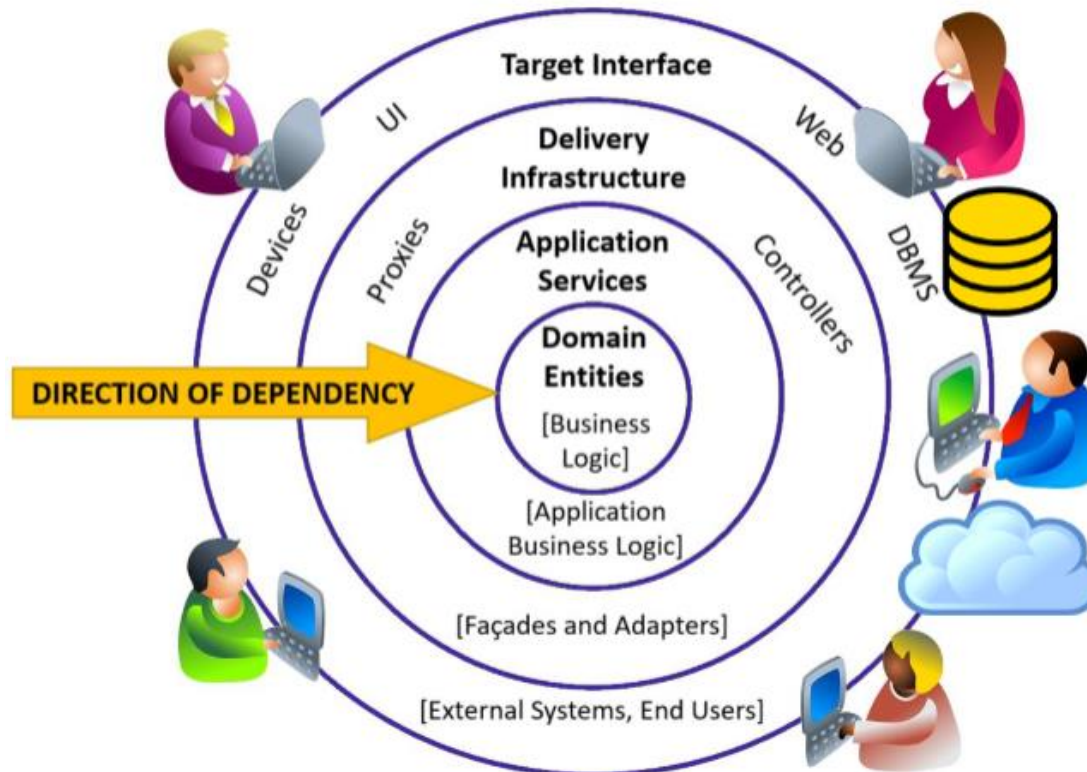 Target Interface
UI
Web
Delivery
Infrastructure
Devices
Proxies
Controllers
DBMS
Application
Services
Domain
Entities
DIRECTION OF DEPENDENCY
[Business
Logic]
[Application
Business Logic]
[Façades and Adapters]
[External Systems, End Users]